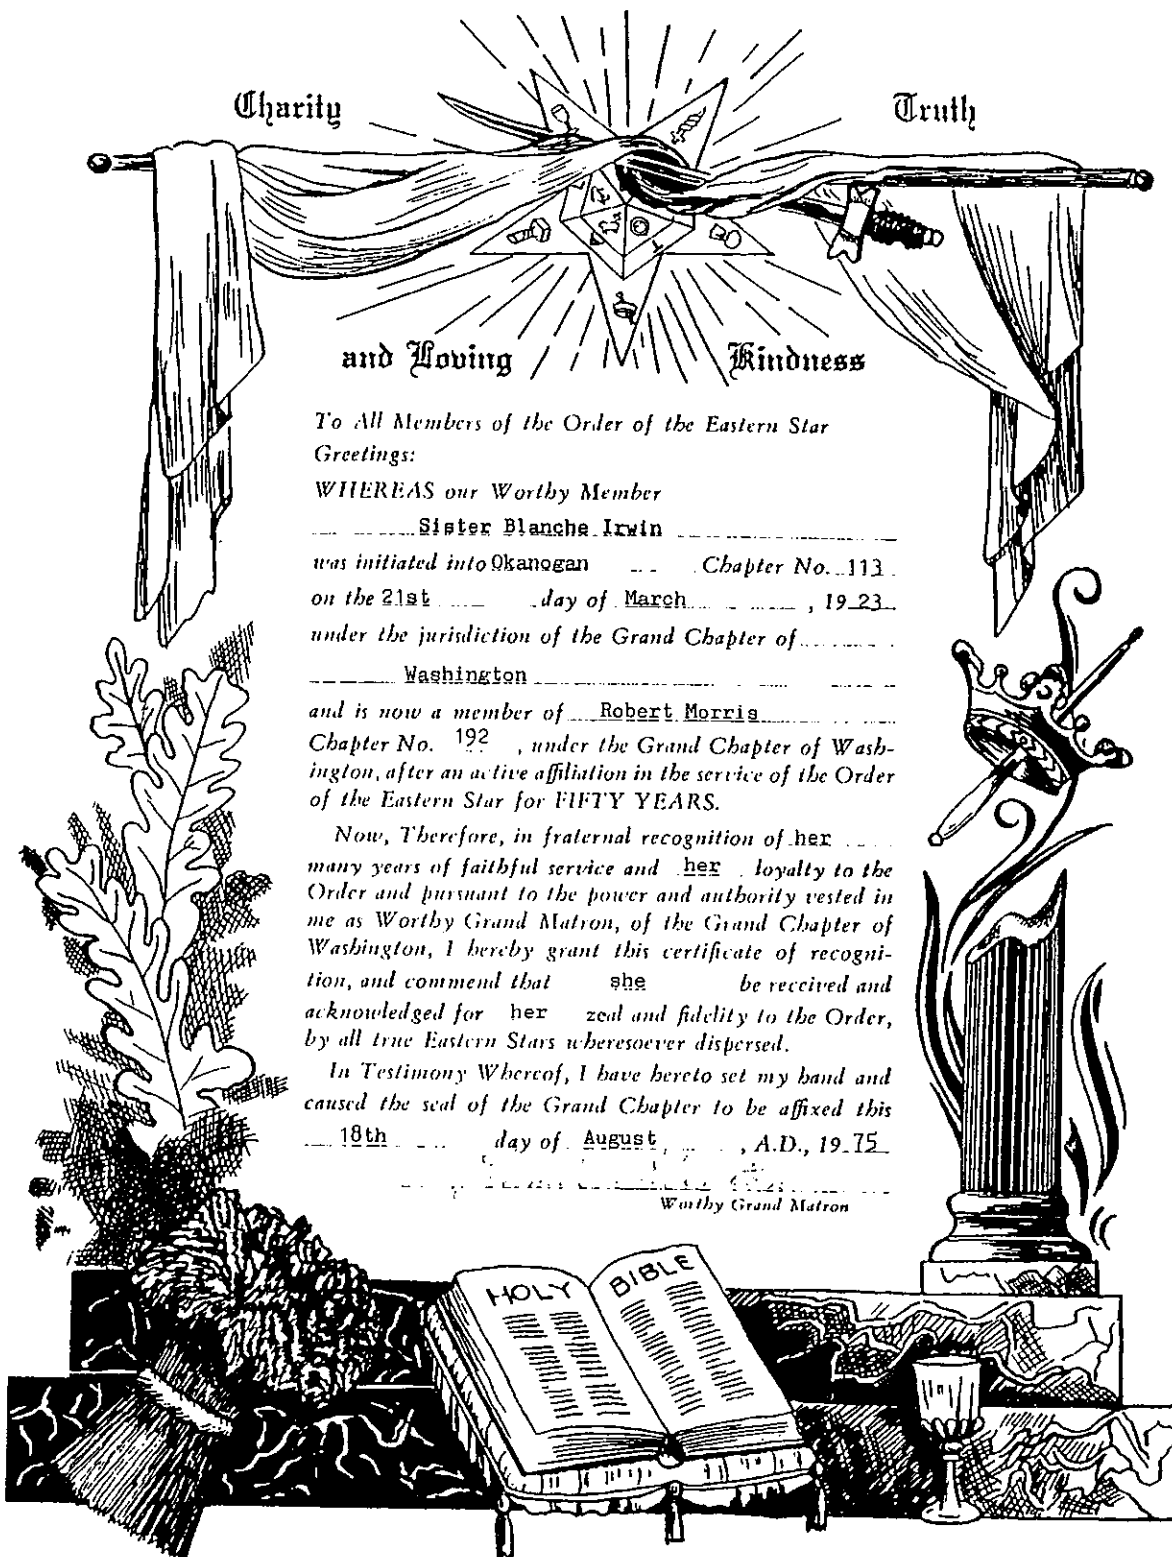 Charity
Truth
and Loving Kindness
To All Members of the Order of the Eastern Star
Greetings:
WHEREAS our Worthy Member
Sister Blanche Irwin
was initiated into Okanogan Chapter No. 113
on the 21st day of March, 1923
under the jurisdiction of the Grand Chapter of
Washington
and is now a member of Robert Morris
Chapter No. 192, under the Grand Chapter of Wash-
ington, after an active affiliation in the service of the Order
of the Eastern Star for FIFTY YEARS.
Now, Therefore, in fraternal recognition of her
many years of faithful service and her loyalty to the
Order and pursuant to the power and authority vested in
me as Worthy Grand Matron, of the Grand Chapter of
Washington, I hereby grant this certificate of recogni-
tion, and commend that she be received and
acknowledged for her zeal and fidelity to the Order,
by all true Eastern Stars wheresoever dispersed.
In Testimony Whereof, I have hereto set my hand and
caused the seal of the Grand Chapter to be affixed this
18th day of August, A.D., 1975
Worthy Grand Matron
HOLY BIBLE